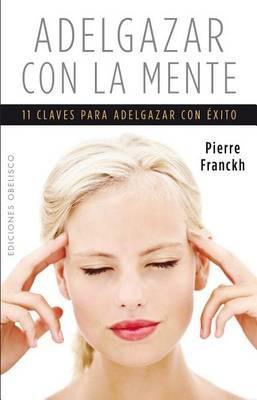 ADELGAZAR
CON LA MENTE
11 CLAVES PARA ADELGAZAR CON ÉXITO
Pierre
Franckh
EDICIONES OBELISCO